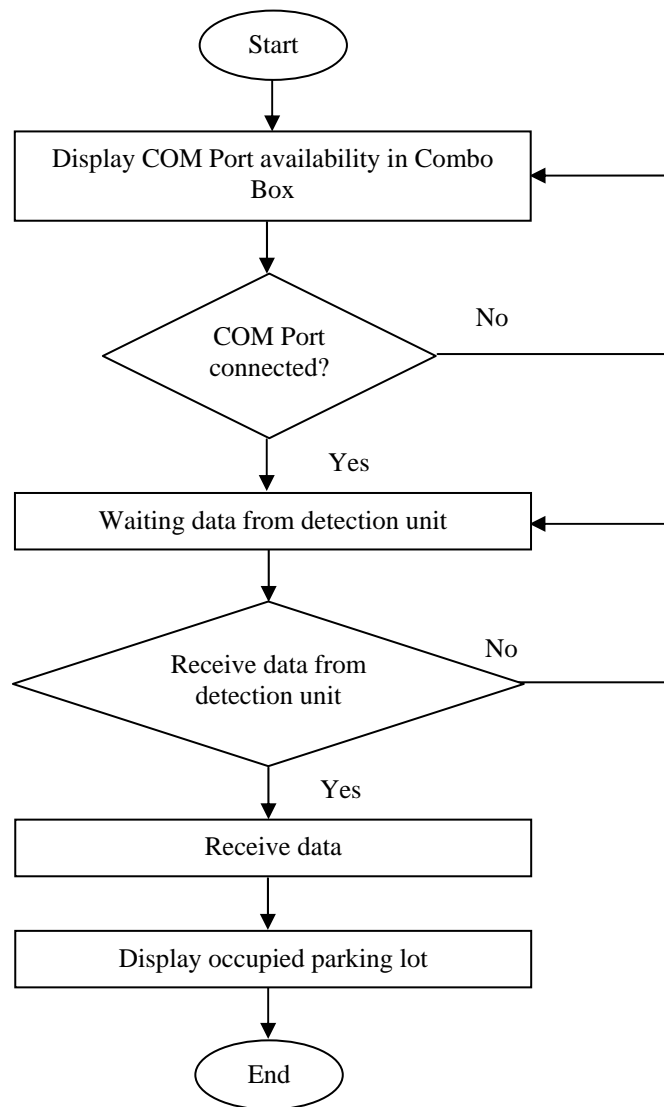 Start
Display COM Port availability in Combo
Box
COM Port
connected?
No
Yes
Waiting data from detection unit
Receive data from
detection unit
No
Yes
Receive data
Display occupied parking lot
End